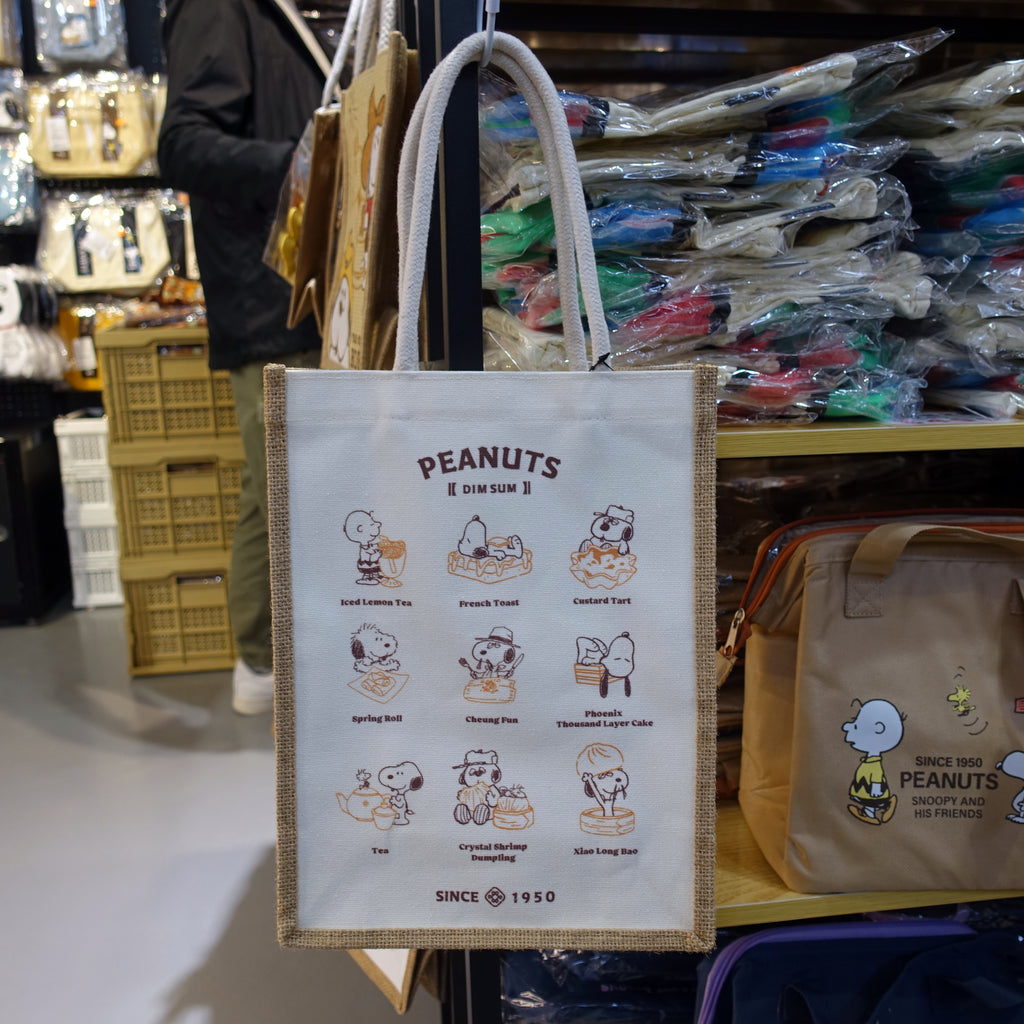 PEANUTS
DIM SUM
Iced Lemon Tea
French Toast
Custard Tart
Spring Roll
Cheung Fun
Phoenix
Thousand Layer Cake
Tea
Crystal Shrimp
Dumpling
Xiao Long Bao
SINCE 1950
SINCE 1950
PEANUTS
SNOOPY AND
HIS FRIENDS